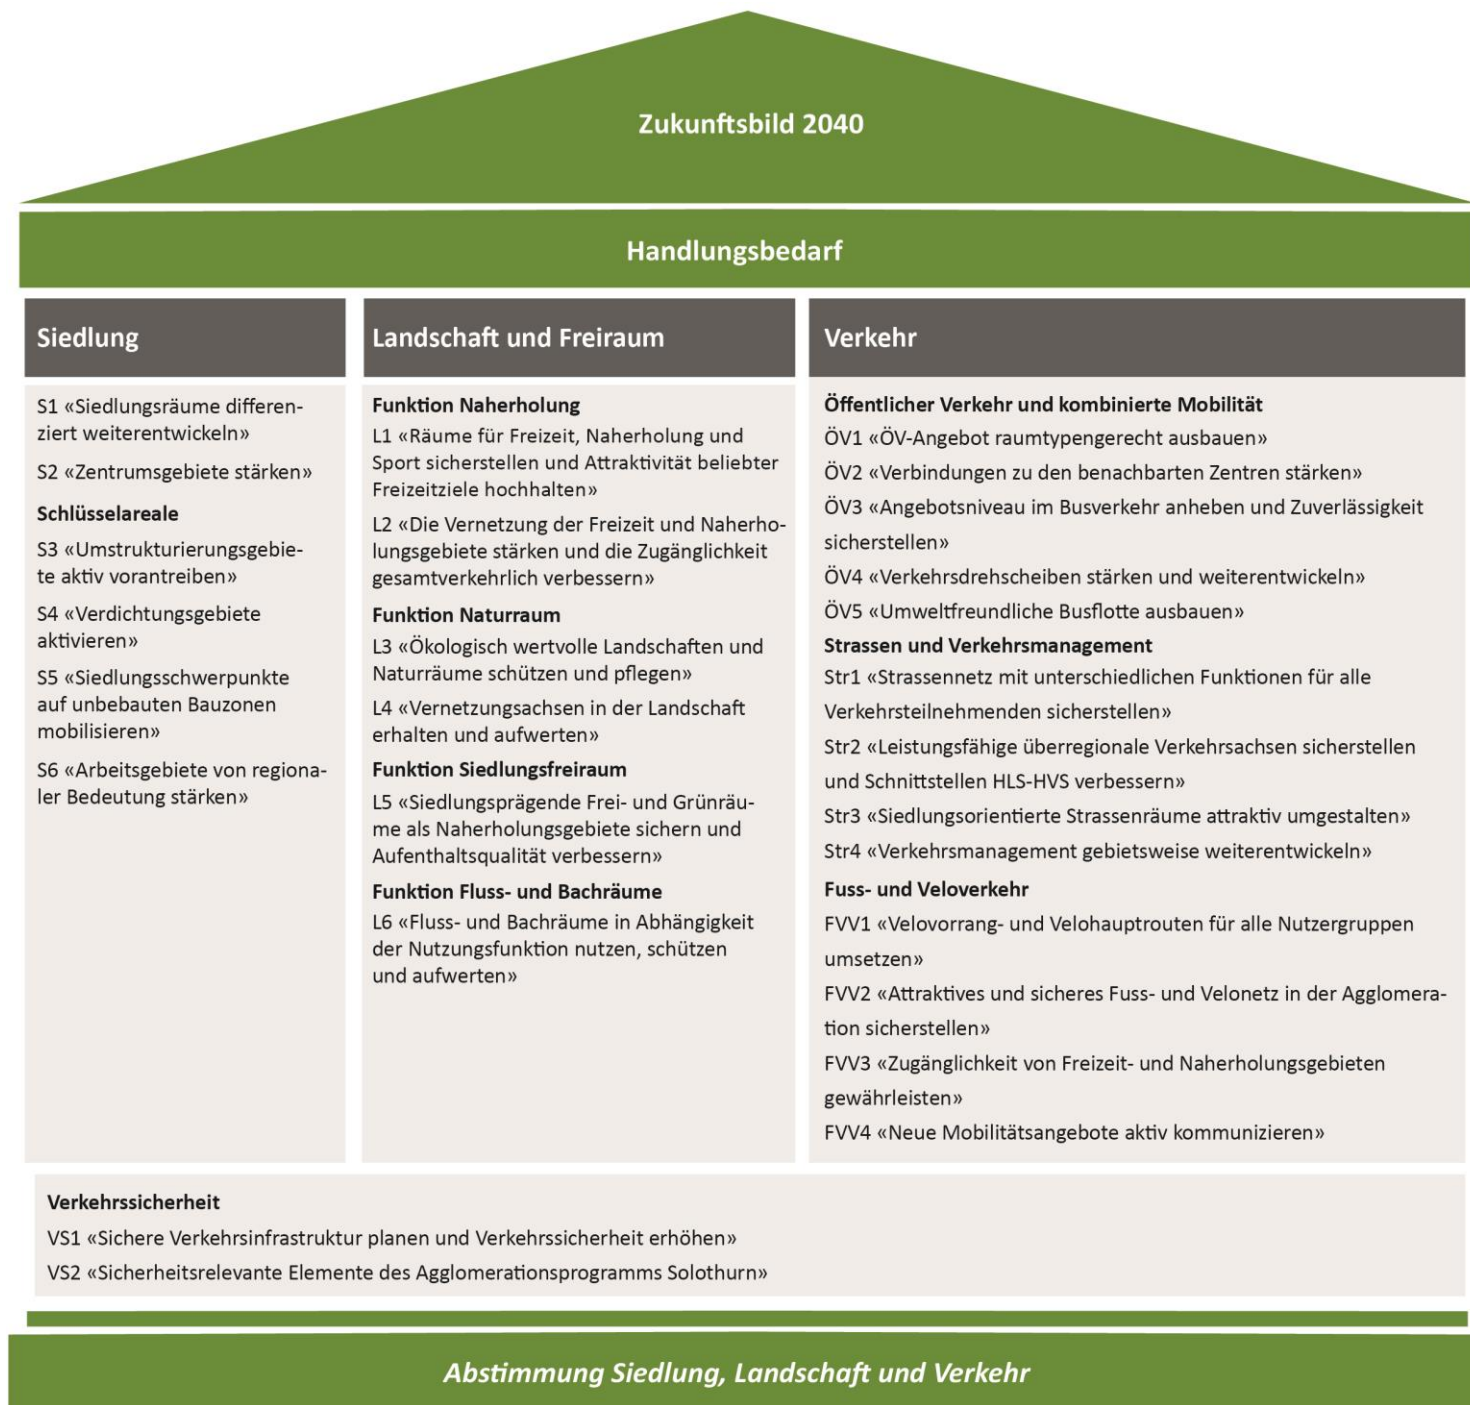 Zukunftsbild 2040
Handlungsbedarf
Siedlung
S1 «Siedlungsräume differen-
ziert weiterentwickeln»
S2 «Zentrumsgebiete stärken»
Schlüsselareale
S3 «Umstrukturierungsgebie-
te aktiv vorantreiben»
S4 «Verdichtungsgebiete
aktivieren»
S5 «Siedlungsschwerpunkte
auf unbebauten Bauzonen
mobilisieren»
S6 «Arbeitsgebiete von regiona-
ler Bedeutung stärken»
Landschaft und Freiraum
Funktion Naherholung
L1 «Räume für Freizeit, Naherholung und
Sport sicherstellen und Attraktivität beliebter
Freizeitziele hochhalten»
L2 «Die Vernetzung der Freizeit und Naherho-
lungsgebiete stärken und die Zugänglichkeit
gesamtverkehrlich verbessern»
Funktion Naturraum
L3 «Ökologisch wertvolle Landschaften und
Naturräume schützen und pflegen»
L4 «Vernetzungsachsen in der Landschaft
erhalten und aufwerten»
Funktion Siedlungsfreiraum
L5 «Siedlungsprägende Frei- und Grünräu-
me als Naherholungsgebiete sichern und
Aufenthaltsqualität verbessern»
Funktion Fluss- und Bachräume
L6 «Fluss- und Bachräume in Abhängigkeit
der Nutzungsfunktion nutzen, schützen
und aufwerten»
Verkehr
Öffentlicher Verkehr und kombinierte Mobilität
ÖV1 «ÖV-Angebot raumtypengerecht ausbauen»
ÖV2 «Verbindungen zu den benachbarten Zentren stärken»
ÖV3 «Angebotsniveau im Busverkehr anheben und Zuverlässigkeit
sicherstellen»
ÖV4 «Verkehrsdrehscheiben stärken und weiterentwickeln»
ÖV5 «Umweltfreundliche Busflotte ausbauen»
Strassen und Verkehrsmanagement
Str1 «Strassennetz mit unterschiedlichen Funktionen für alle
Verkehrsteilnehmenden sicherstellen»
Str2 «Leistungsfähige überregionale Verkehrsachsen sicherstellen
und Schnittstellen HLS-HVS verbessern»
Str3 «Siedlungsorientierte Strassenräume attraktiv umgestalten»
Str4 «Verkehrsmanagement gebietsweise weiterentwickeln»
Fuss- und Veloverkehr
FVV1 «Velovorrang- und Velohauptrouten für alle Nutzergruppen
umsetzen»
FVV2 «Attraktives und sicheres Fuss- und Velonetz in der Agglomera-
tion sicherstellen»
FVV3 «Zugänglichkeit von Freizeit- und Naherholungsgebieten
gewährleisten»
FVV4 «Neue Mobilitätsangebote aktiv kommunizieren»
Verkehrssicherheit
VS1 «Sichere Verkehrsinfrastruktur planen und Verkehrssicherheit erhöhen»
VS2 «Sicherheitsrelevante Elemente des Agglomerationsprogramms Solothurn»
Abstimmung Siedlung, Landschaft und Verkehr